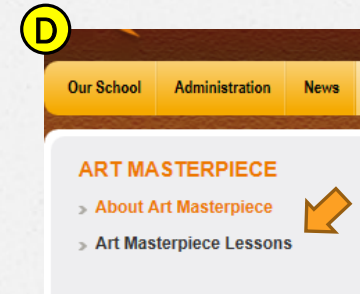 D
Our School Administration News
ART MASTERPIECE
About Art Masterpiece
Art Masterpiece Lessons